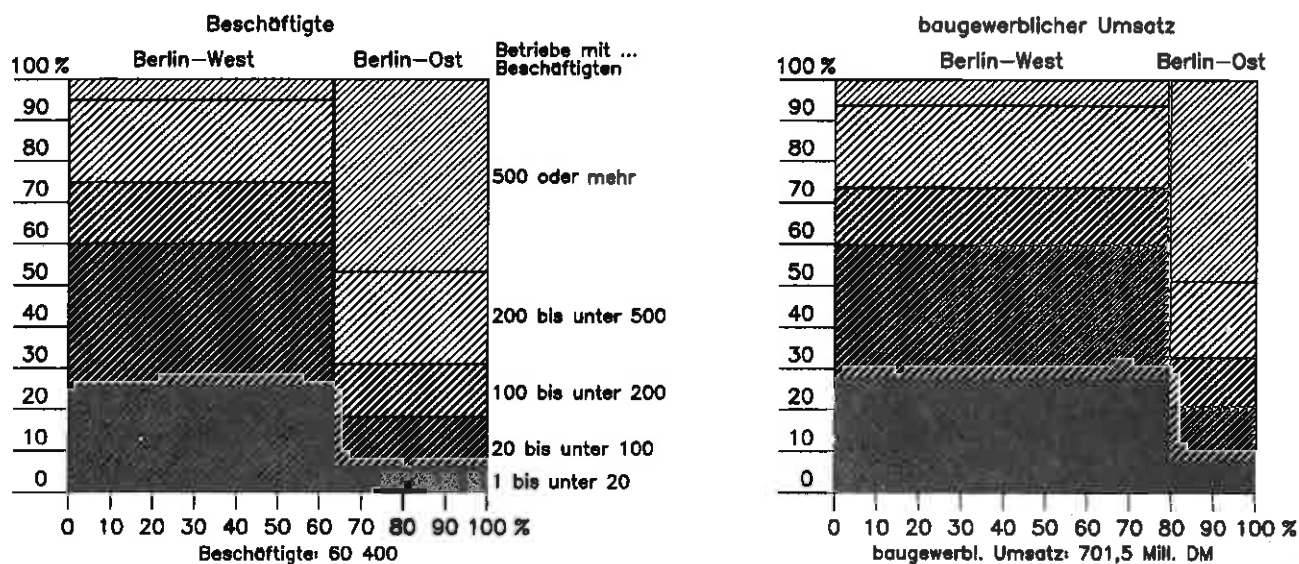 Beschäftigte
Berlin–West Berlin–Ost
Betriebe mit ...
Beschäftigten
100 %
90
80
70
60
50
40
30
20
10
0
500 oder mehr
200 bis unter 500
100 bis unter 200
20 bis unter 100
1 bis unter 20
0 10 20 30 40 50 60 70 80 90 100 %
Beschäftigte: 60 400
baugewerblicher Umsatz
Berlin–West Berlin–Ost
100 %
90
80
70
60
50
40
30
20
10
0
0 10 20 30 40 50 60 70 80 90 100 %
baugewerbl. Umsatz: 701,5 Mill. DM